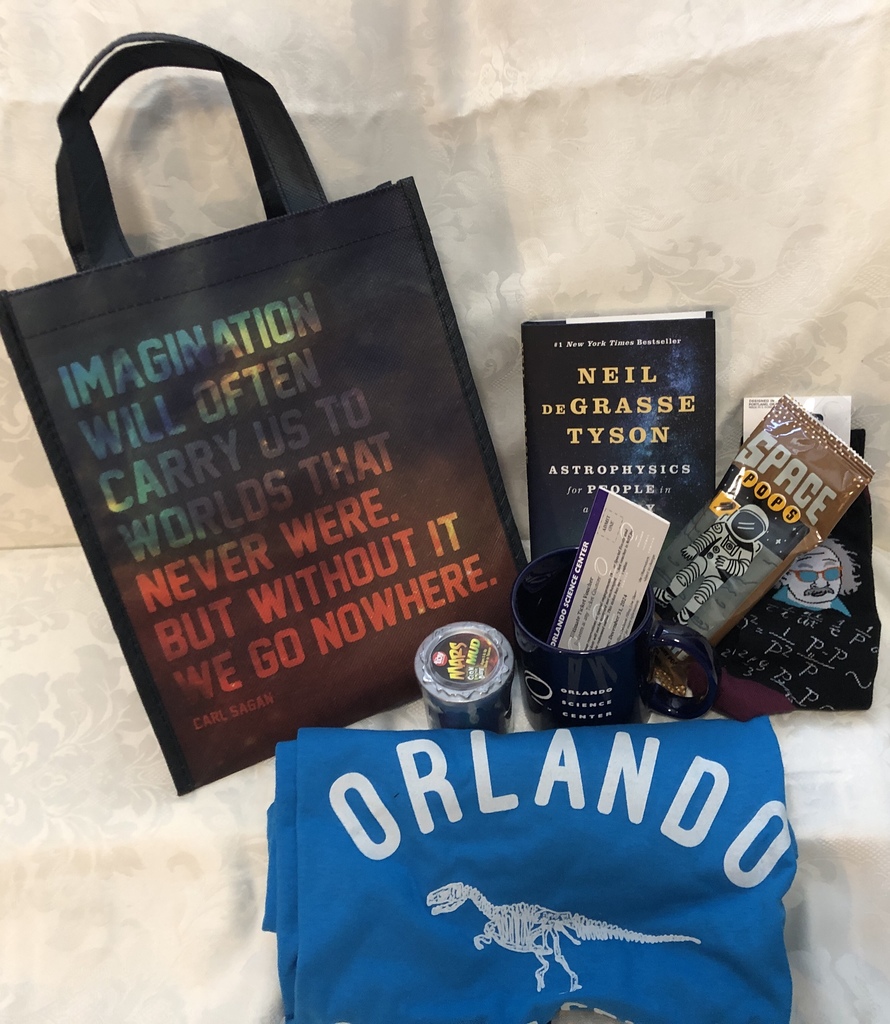 IMAGINATION
WILL OFTEN
CARRY US TO
WORLDS THAT
NEVER WERE.
BUT WITHOUT IT
WE GO NOWHERE.
CARL SAGAN
#1 New York Times Bestseller
NEIL
DEGRASSE
TYSON
ASTROPHYSICS
for PEOPLE in
ORLANDO SCIENCE CENTER
SPACE
POPS
MARS
MUD
ORLANDO
SCIENCE
CENTER
ORLANDO